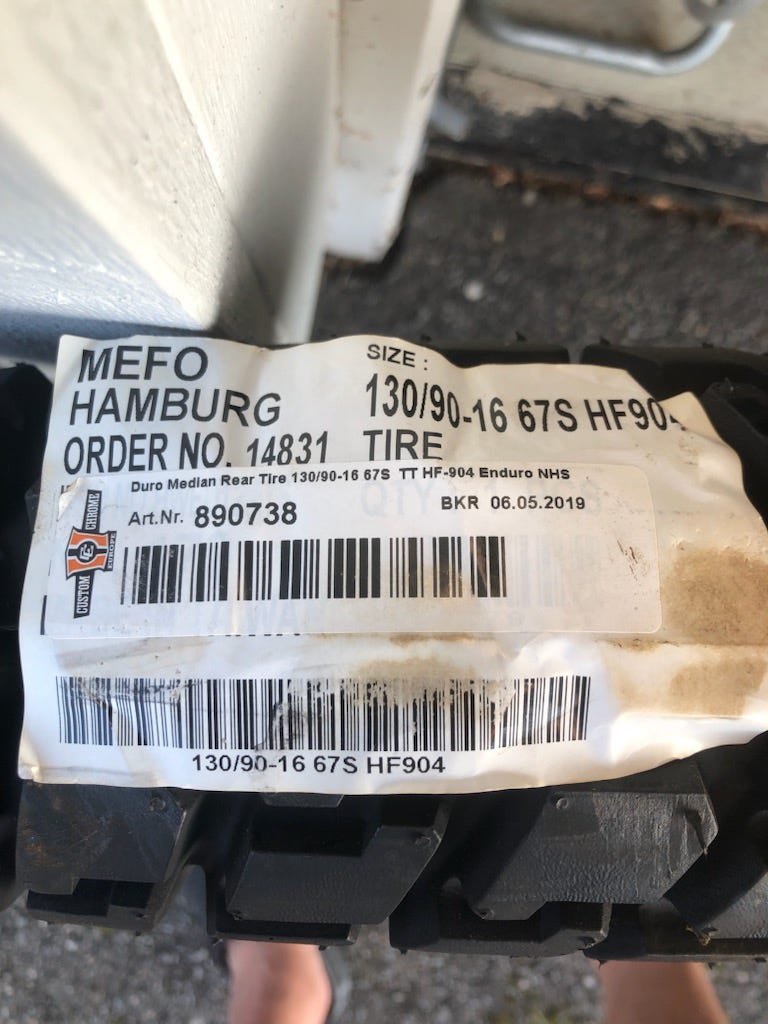 MEFO
HAMBURG
ORDER NO. 14831
SIZE :
130/90-16 67S HF904
TIRE
Duro Median Rear Tire 130/90-16 67S TT HF-904 Enduro NHS
Art.Nr. 890738
BKR 06.05.2019
CUSTOM CHROME
EUROPE
130/90-16 67S HF904